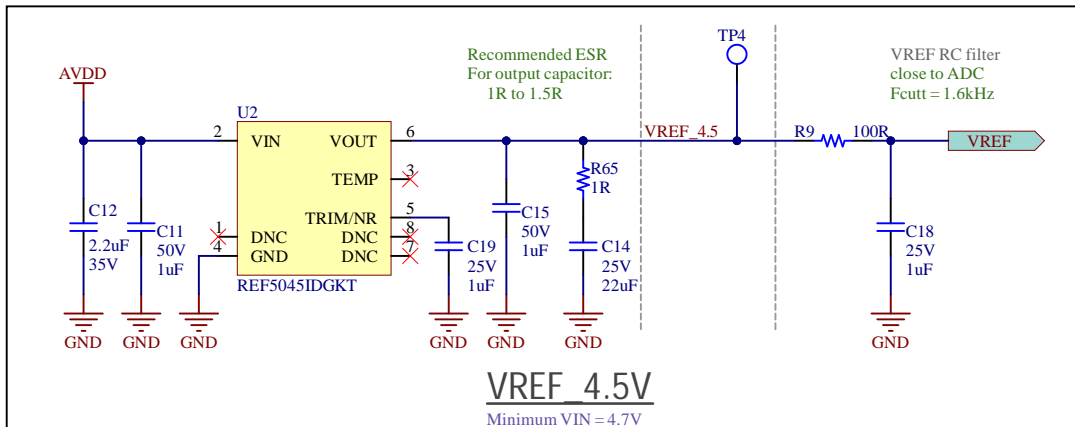 AVDD
C12
2.2uF
35V
GND
C11
50V
1uF
GND
GND
U2
2
VIN
VOUT
6
TEMP
3
TRIM/NR
5
1
DNC
DNC
8
4
GND
DNC
7
REF5045IDGKT
C19
25V
1uF
GND
Recommended ESR
For output capacitor:
1R to 1.5R
C15
50V
1uF
GND
R65
1R
C14
25V
22uF
GND
VREF_4.5
TP4
VREF RC filter
close to ADC
Fcutt = 1.6kHz
R9
100R
VREF
C18
25V
1uF
GND
VREF_4.5V
Minimum VIN = 4.7V